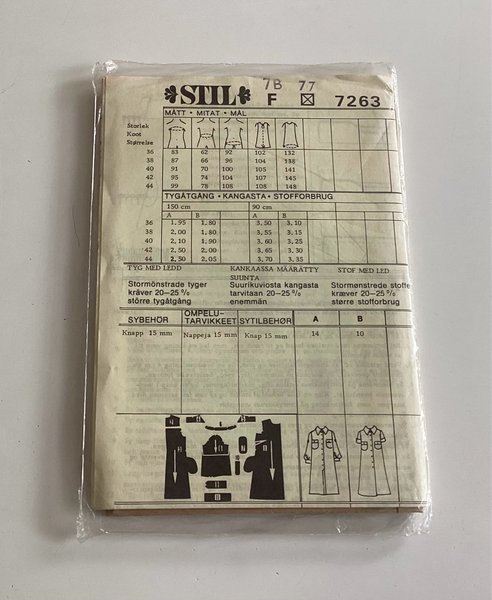 7B 77
STIL F 7263
MÅTT • MITAT • MÅL
Storlek
Koot
Størrelse
36 83 62 92 102 132
38 87 66 96 104 138
40 91 70 100 105 141
42 95 74 104 107 145
44 99 78 108 108 148
TYGÅTGÅNG • KANGASTA • STOFFORBRUG
150 cm 90 cm
A B A B
36 1,95 1,80 3,50 3,10
38 2,00 1,80 3,55 3,15
40 2,10 1,90 3,60 3,25
42 2,50 2,00 3,65 3,30
44 2,50 2,05 3,70 3,35
TYG MED LEDD KANKAASSA MÄÄRÄTTY STOF MED LED
SUUNTA
Stormönstrade tyger Suurikuviosta kangasta Stormønstrede stoffe
kräver 20–25 % tarvitaan 20–25 % kræver 20–25 %
större tygåtgång enemmän større stofforbrug
OMPELU-
SYBEHÖR TARVIKKEET SYTILBEHØR A B
Knapp 15 mm Nappeja 15 mm Knap 15 mm 14 10